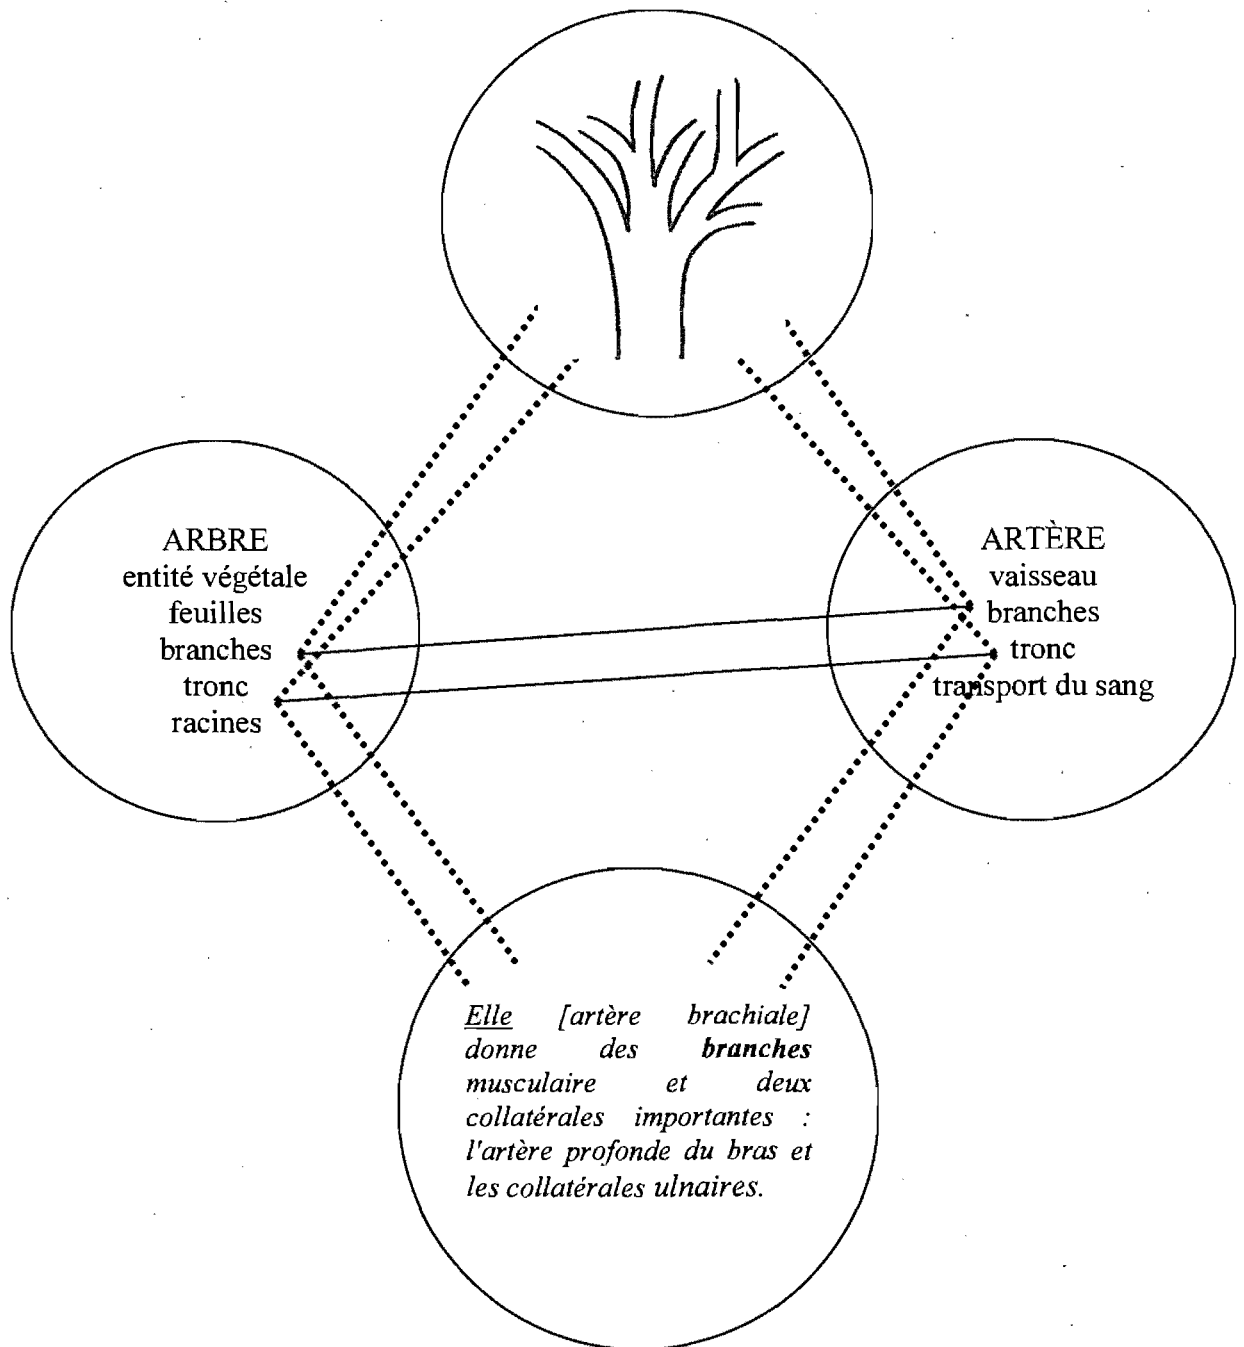 ARBRE
entité végétale
feuilles
branches
tronc
racines
ARTÈRE
vaisseau
branches
tronc
transport du sang
Elle [artère brachiale]
donne des branches
musculaire et deux
collatérales importantes :
l'artère profonde du bras et
les collatérales ulnaires.